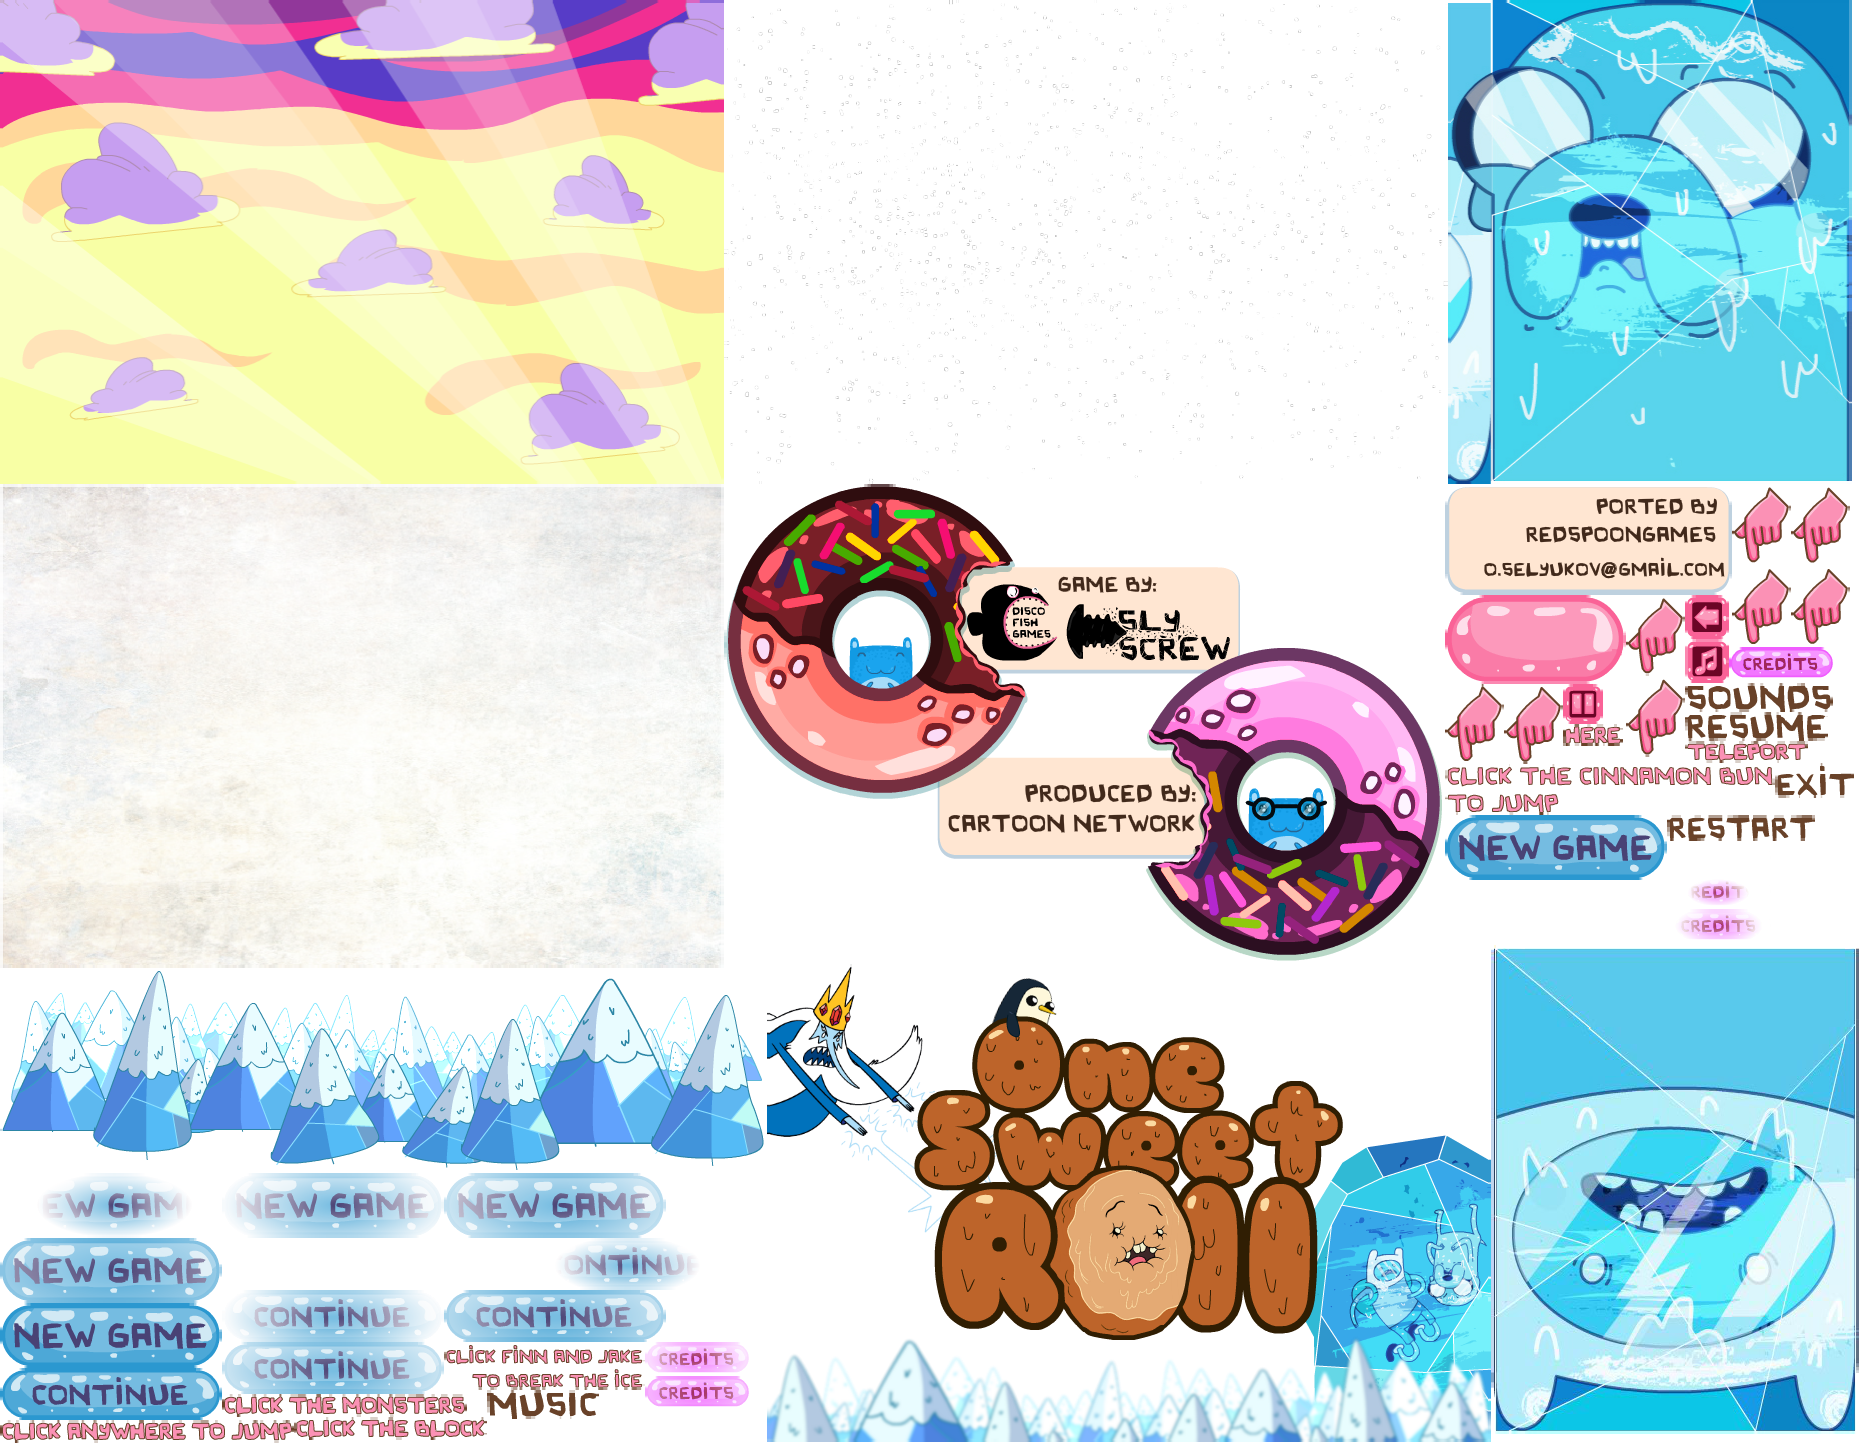 GAME BY:
DISCO
FISH
GAMES
SLY
SCREW
PRODUCED BY:
CARTOON NETWORK
PORTED BY
REDSPOONGAMES
O.SELYUKOV@GMAIL.COM
CREDITS
SOUNDS
RESUME
HERE
TELEPORT
CLICK THE CINNAMON BUN
TO JUMP
EXIT
NEW GAME
RESTART
REDIT
CREDITS
EW GAM
NEW GAME
NEW GAME
NEW GAME
ONTINUE
CONTINUE
CONTINUE
NEW GAME
CONTINUE
CLICK FINN AND JAKE
TO BREAK THE ICE
CREDITS
CREDITS
CONTINUE
CLICK THE MONSTERS
MUSIC
CLICK ANYWHERE TO JUMP
CLICK THE BLOCK
One
Sweet
Roll